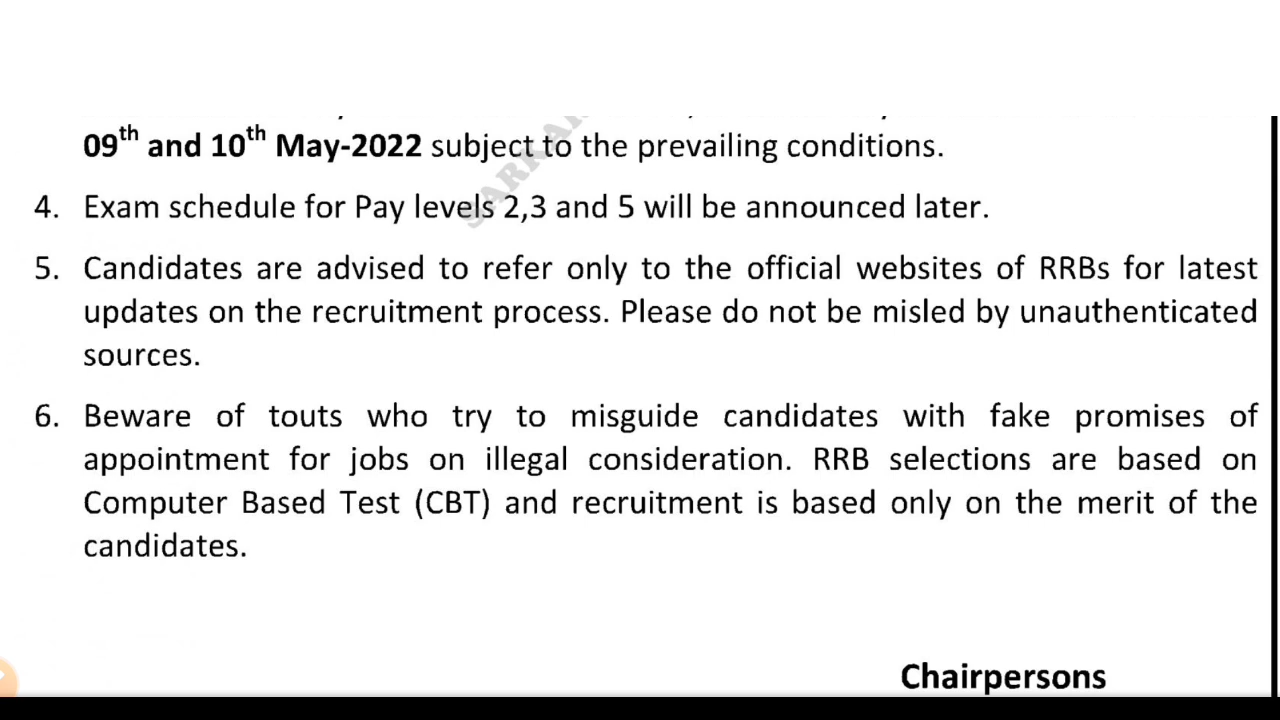 09th and 10th May-2022 subject to the prevailing conditions.
4. Exam schedule for Pay levels 2,3 and 5 will be announced later.
5. Candidates are advised to refer only to the official websites of RRBs for latest
updates on the recruitment process. Please do not be misled by unauthenticated
sources.
6. Beware of touts who try to misguide candidates with fake promises of
appointment for jobs on illegal consideration. RRB selections are based on
Computer Based Test (CBT) and recruitment is based only on the merit of the
candidates.
Chairpersons